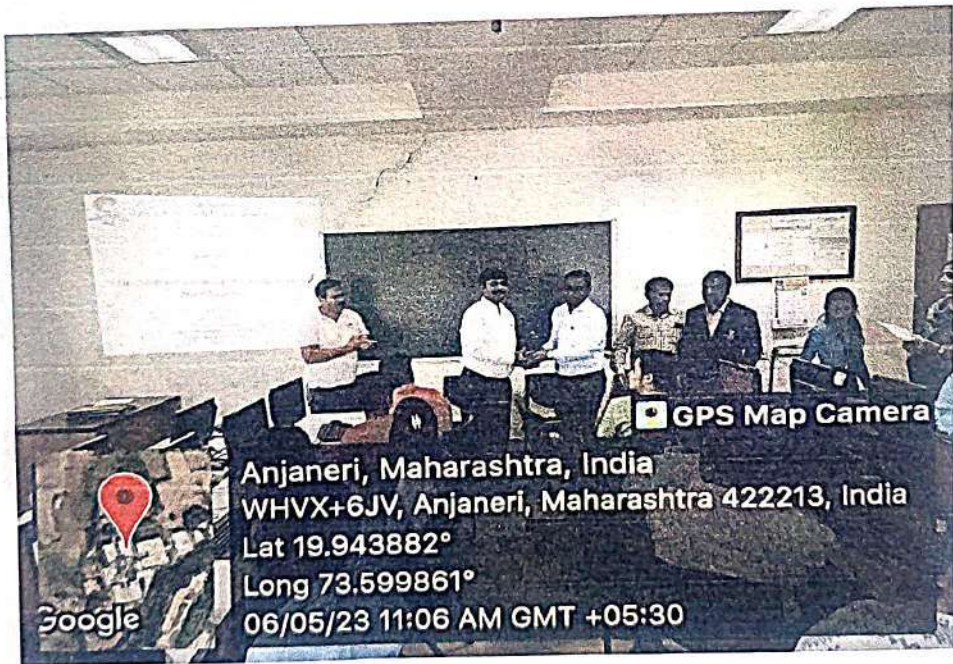 GPS Map Camera
Anjaneri, Maharashtra, India
WHVX+6JV, Anjaneri, Maharashtra 422213, India
Lat 19.943882°
Long 73.599861°
06/05/23 11:06 AM GMT +05:30
Google